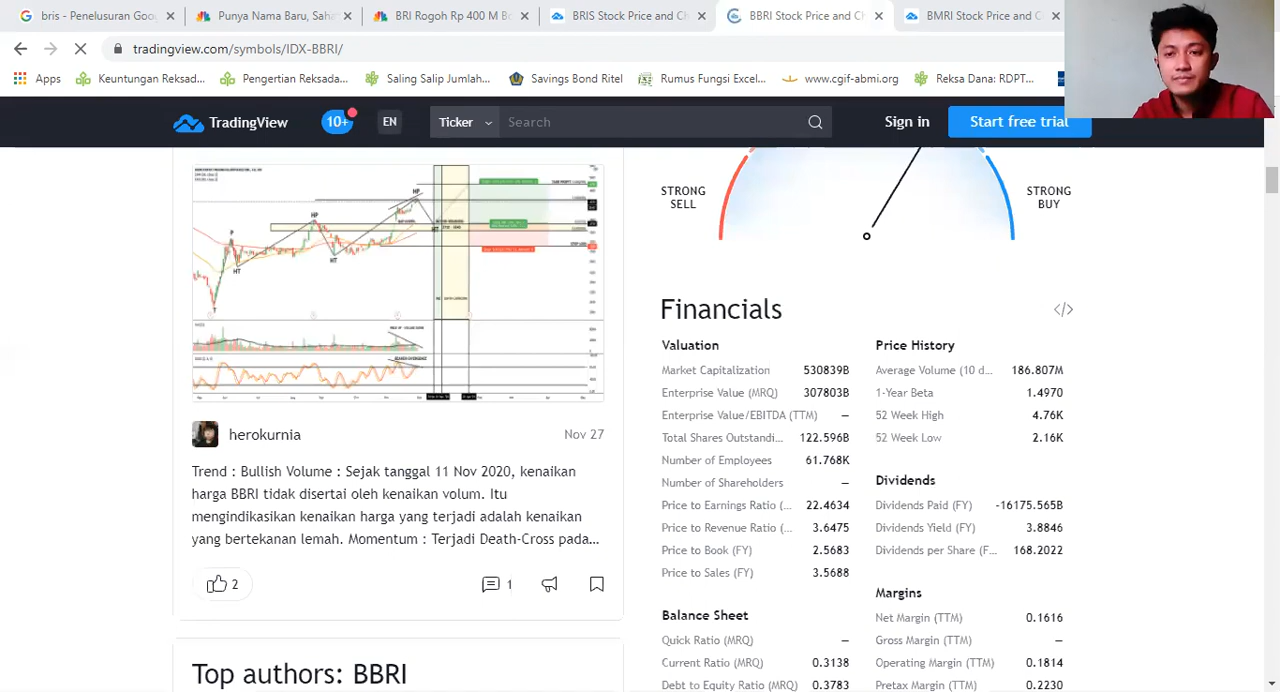 bris - Penelusuran Goo
Punya Nama Baru, Saha
BRI Rogoh Rp 400 M B
BRIS Stock Price and Ch
BBRI Stock Price and Ch
BMRI Stock Price and C
tradingview.com/symbols/IDX-BBRI/
Apps
Keuntungan Reksad...
Pengertian Reksada...
Saling Salip Jumlah...
Savings Bond Ritel
Rumus Fungsi Excel...
www.cgif-abmi.org
Reksa Dana: RDPT...
TradingView
10+
EN
Ticker
Search
Sign in
Start free trial
HP
HP
P
HT
HT
STRONG
SELL
STRONG
BUY
herokurnia
Nov 27
Trend : Bullish Volume : Sejak tanggal 11 Nov 2020, kenaikan
harga BBRI tidak disertai oleh kenaikan volum. Itu
mengindikasikan kenaikan harga yang terjadi adalah kenaikan
yang bertekanan lemah. Momentum : Terjadi Death-Cross pada...
2
1
Top authors: BBRI
Financials
Valuation
Market Capitalization 530839B
Enterprise Value (MRQ) 307803B
Enterprise Value/EBITDA (TTM) —
Total Shares Outstandi... 122.596B
Number of Employees 61.768K
Number of Shareholders —
Price to Earnings Ratio (... 22.4634
Price to Revenue Ratio (... 3.6475
Price to Book (FY) 2.5683
Price to Sales (FY) 3.5688
Balance Sheet
Quick Ratio (MRQ) —
Current Ratio (MRQ) 0.3138
Debt to Equity Ratio (MRQ) 0.3783
Price History
Average Volume (10 d... 186.807M
1-Year Beta 1.4970
52 Week High 4.76K
52 Week Low 2.16K
Dividends
Dividends Paid (FY) -16175.565B
Dividends Yield (FY) 3.8846
Dividends per Share (F... 168.2022
Margins
Net Margin (TTM) 0.1616
Gross Margin (TTM) —
Operating Margin (TTM) 0.1814
Pretax Margin (TTM) 0.2230